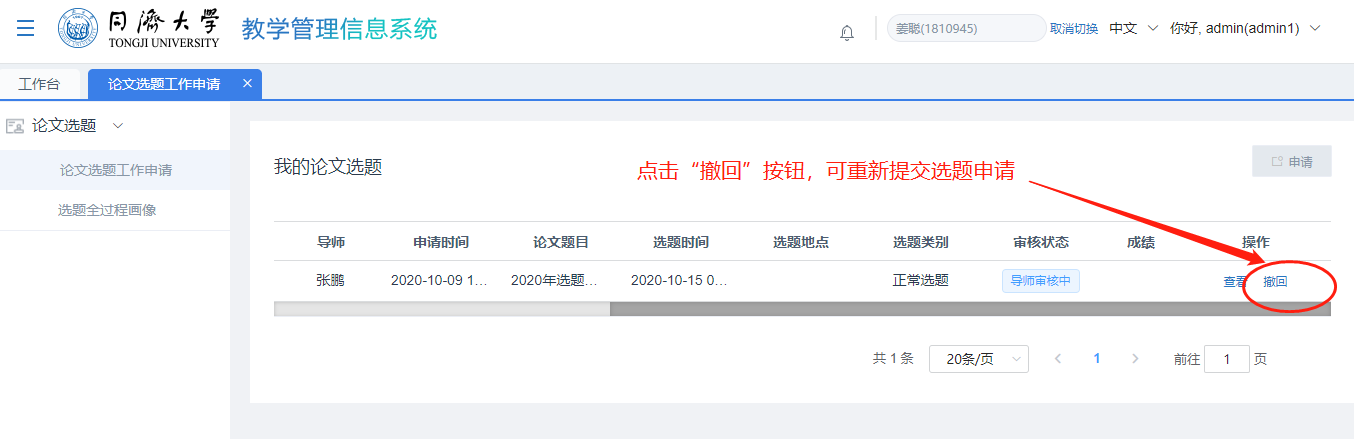 同濟大學
TONGJI UNIVERSITY
教学管理信息系统
姜聪(1810945)
取消切换
中文
你好, admin(admin1)
工作台
论文选题工作申请 ×
论文选题
论文选题工作申请
选题全过程画像
我的论文选题
点击“撤回”按钮，可重新提交选题申请
申请
导师 申请时间 论文题目 选题时间 选题地点 选题类别 审核状态 成绩 操作
张鹏 2020-10-09 1... 2020年选题... 2020-10-15 0... 正常选题 导师审核中 查看 撤回
共 1 条 20条/页 < 1 > 前往 1 页